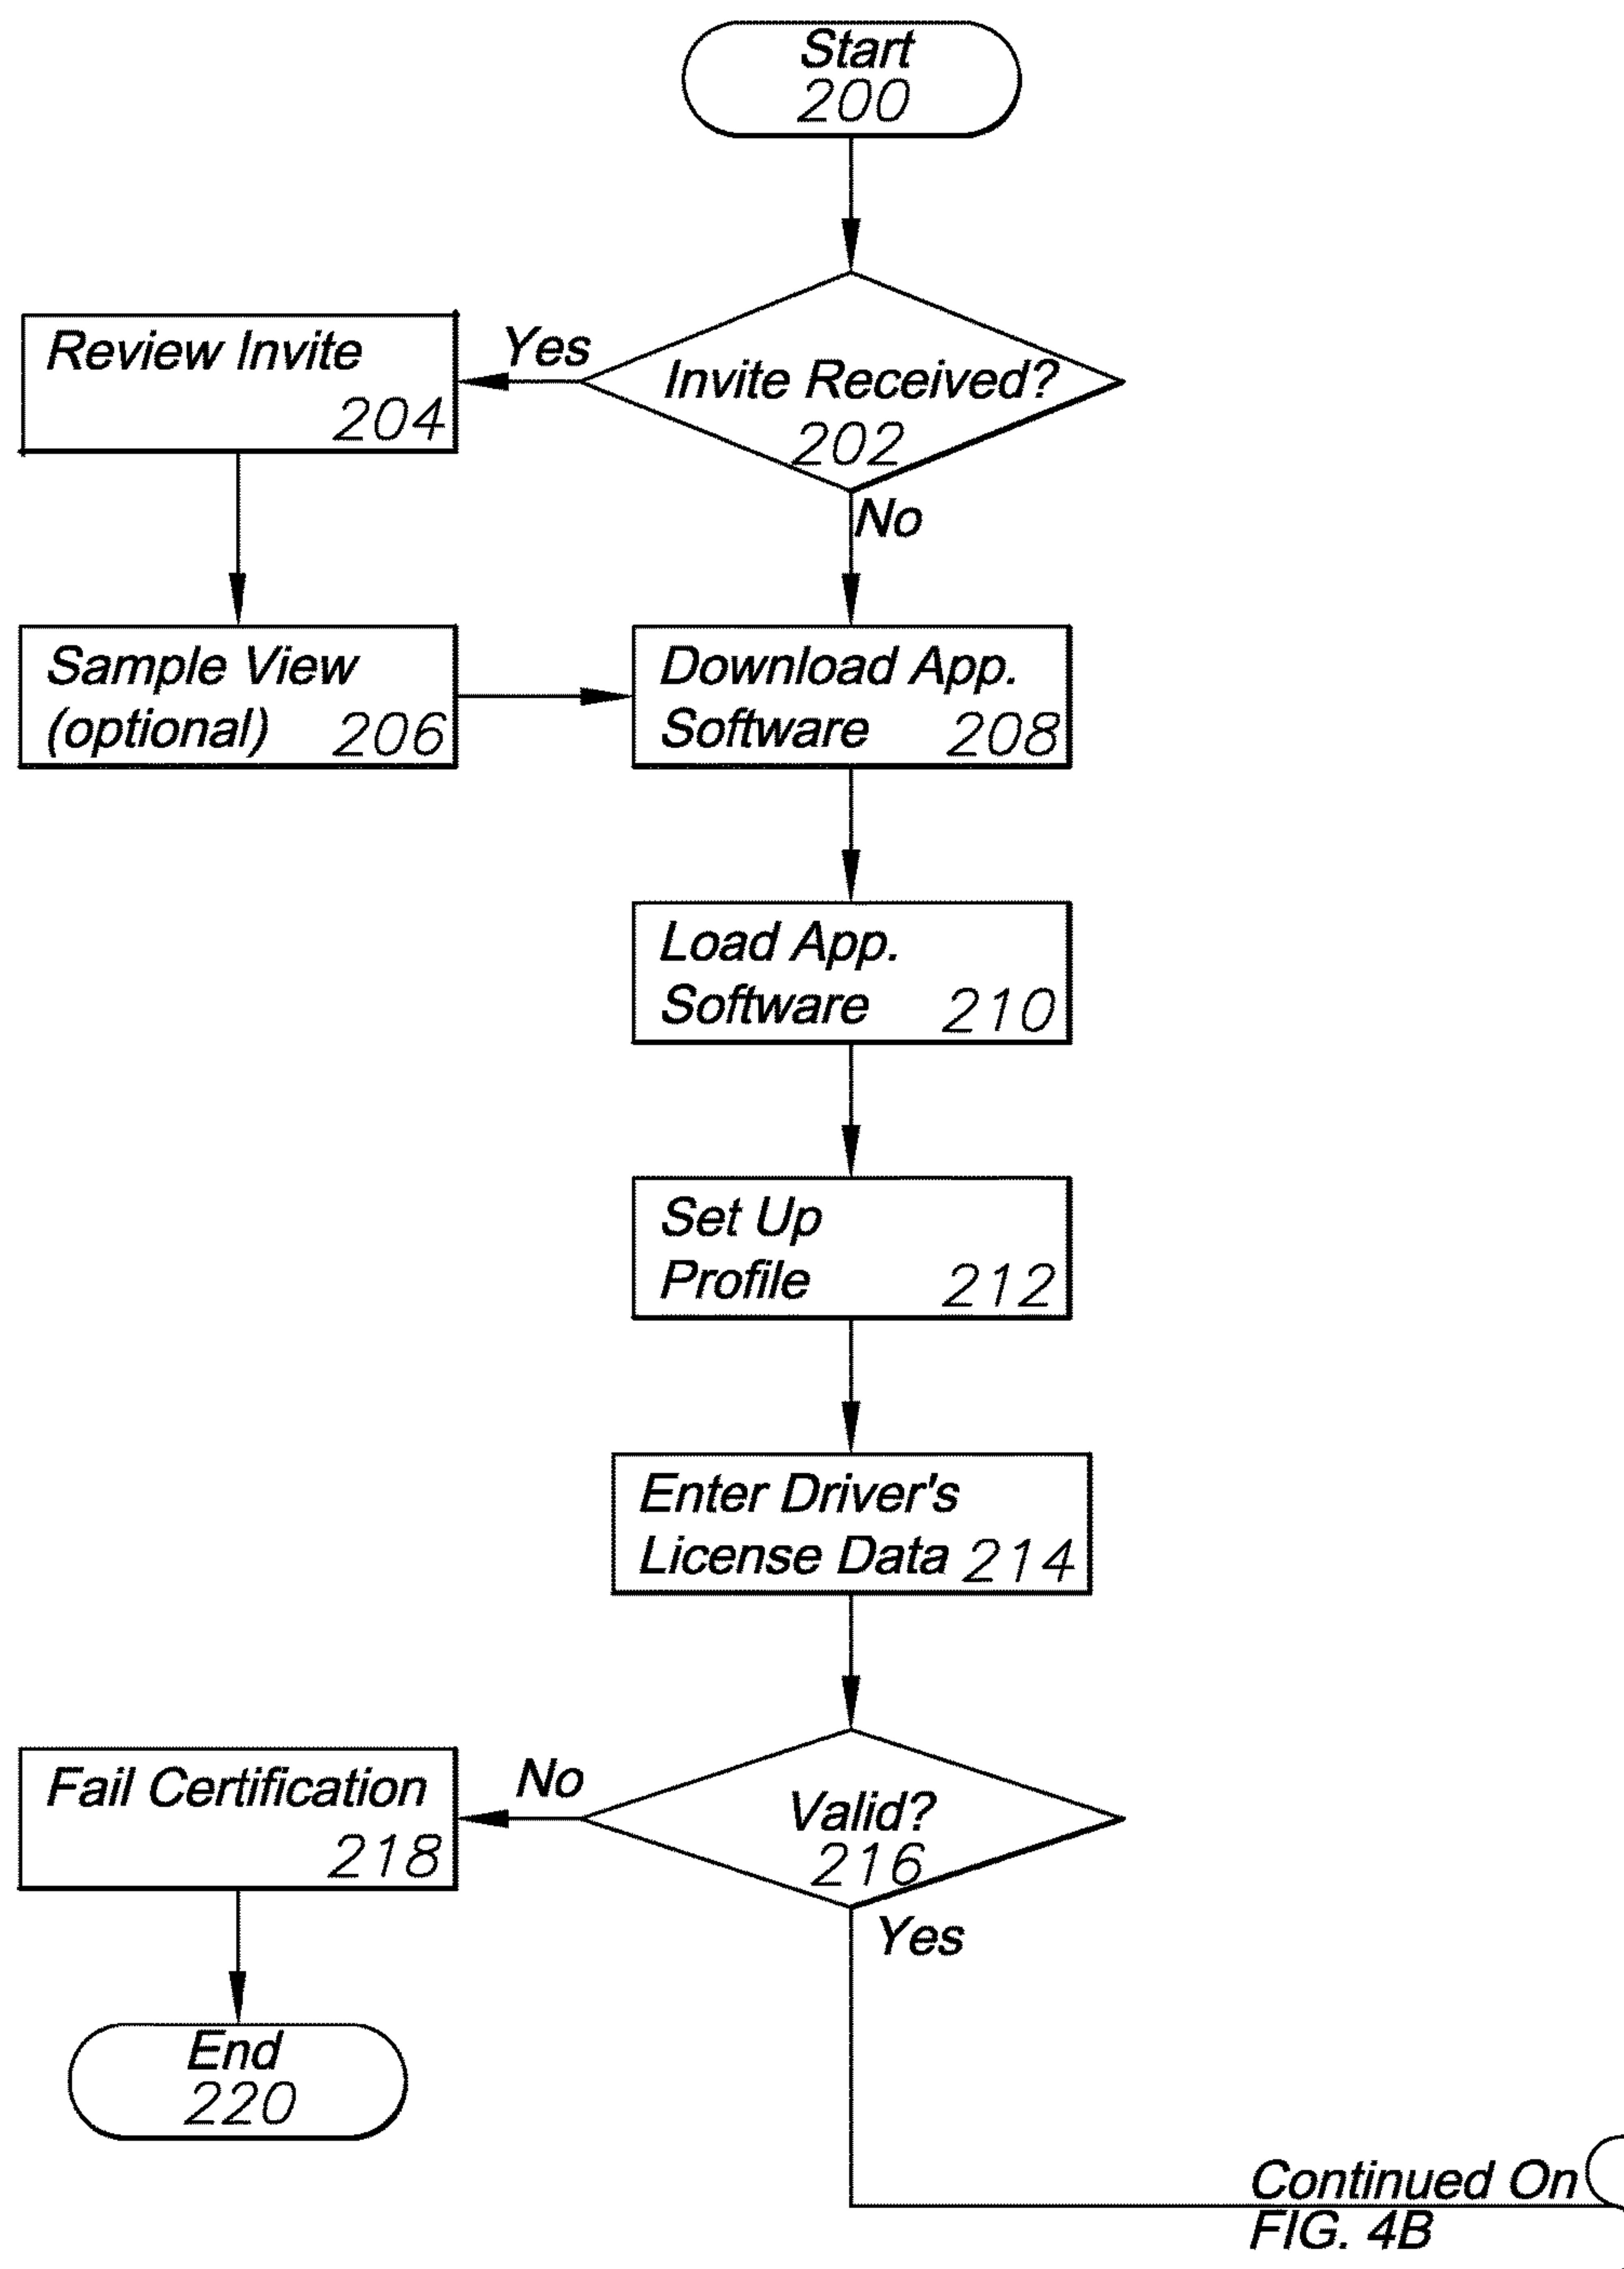 Start
200
Invite Received?
202
Yes
Review Invite
204
No
Sample View
(optional) 206
Download App.
Software 208
Load App.
Software 210
Set Up
Profile 212
Enter Driver's
License Data 214
Valid?
216
No
Fail Certification
218
End
220
Yes
Continued On
FIG. 4B